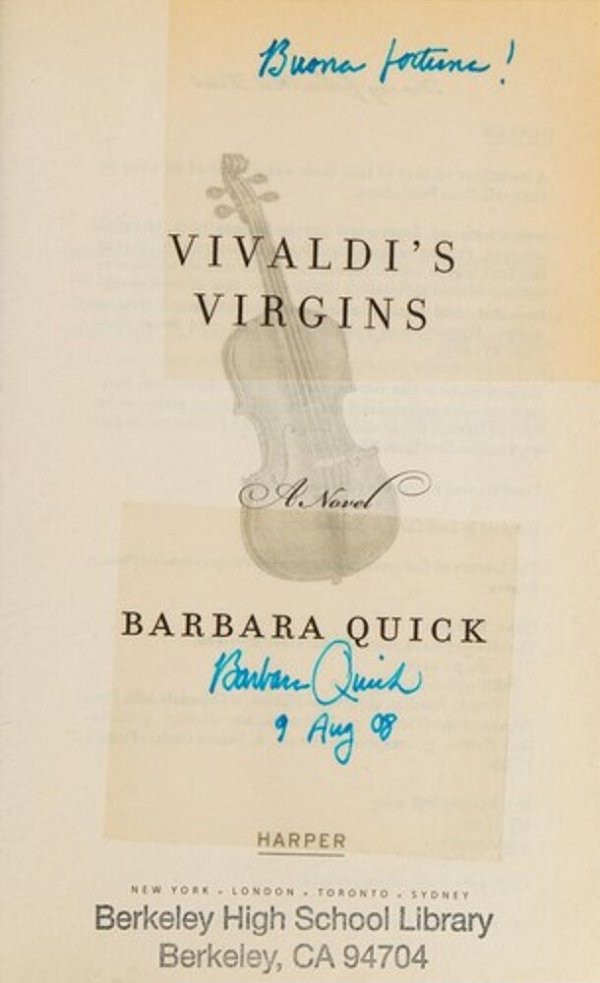 Buona fortuna!
VIVALDI'S
VIRGINS
A Novel
BARBARA QUICK
Barbara Quick
9 Aug 08
HARPER
NEW YORK • LONDON • TORONTO • SYDNEY
Berkeley High School Library
Berkeley, CA 94704